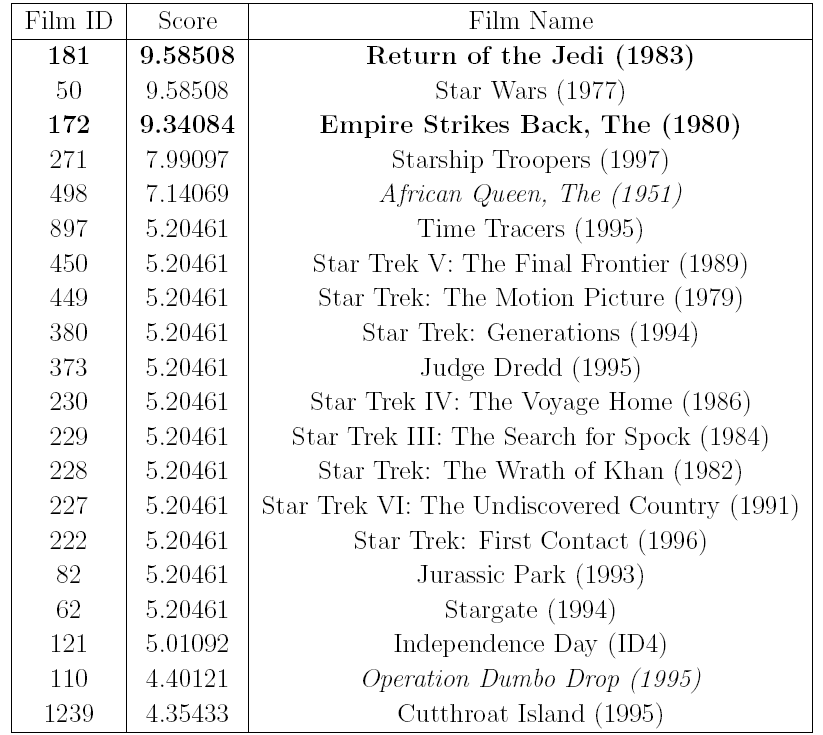 Film ID Score Film Name
181 9.58508 Return of the Jedi (1983)
50 9.58508 Star Wars (1977)
172 9.34084 Empire Strikes Back, The (1980)
271 7.99097 Starship Troopers (1997)
498 7.14069 African Queen, The (1951)
897 5.20461 Time Tracers (1995)
450 5.20461 Star Trek V: The Final Frontier (1989)
449 5.20461 Star Trek: The Motion Picture (1979)
380 5.20461 Star Trek: Generations (1994)
373 5.20461 Judge Dredd (1995)
230 5.20461 Star Trek IV: The Voyage Home (1986)
229 5.20461 Star Trek III: The Search for Spock (1984)
228 5.20461 Star Trek: The Wrath of Khan (1982)
227 5.20461 Star Trek VI: The Undiscovered Country (1991)
222 5.20461 Star Trek: First Contact (1996)
82 5.20461 Jurassic Park (1993)
62 5.20461 Stargate (1994)
121 5.01092 Independence Day (ID4)
110 4.40121 Operation Dumbo Drop (1995)
1239 4.35433 Cutthroat Island (1995)